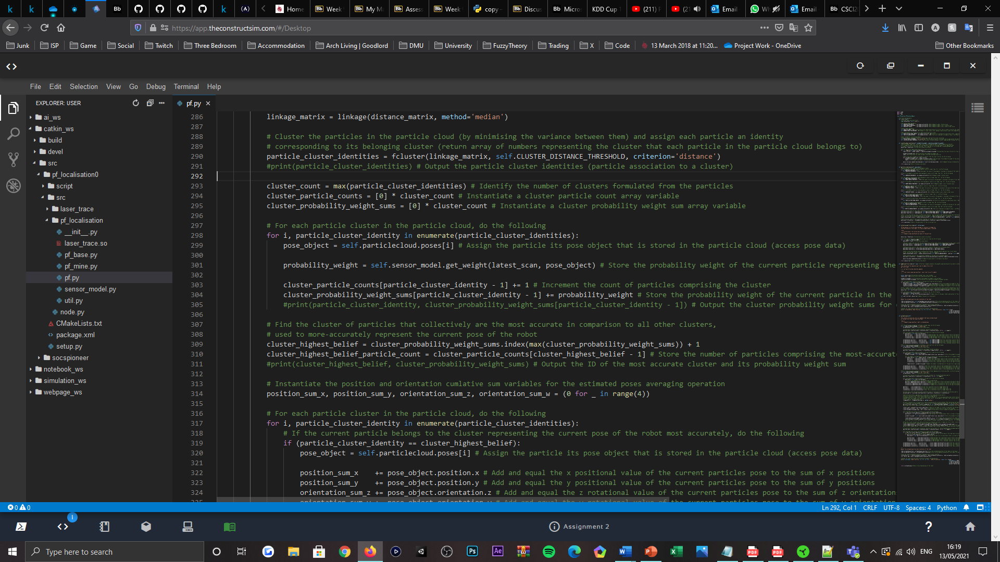 Home
Week
My M
Assess
Week
copy
Discu
Micro
KDD Cup
(211)
(21
Email
Email
CSCI2
https://app.theconstructsim.com/#/Desktop
Junk
ISP
Game
Social
Twitch
Three Bedroom
Accommodation
Arch Living | Goodlord
DMU
University
FuzzyTheory
Trading
X
Code
13 March 2018 at 11:20...
Project Work - OneDrive
Other Bookmarks
File Edit Selection View Go Debug Terminal Help
EXPLORER: USER
ai_ws
catkin_ws
build
devel
src
pf_localisation0
script
src
laser_trace
pf_localisation
__init__.py
laser_trace.so
pf_base.py
pf_mine.py
pf.py
sensor_model.py
util.py
node.py
CMakeLists.txt
package.xml
setup.py
socspioneer
notebook_ws
simulation_ws
webpage_ws
pf.py
286 linkage_matrix = linkage(distance_matrix, method='median')
287
288 # Cluster the particles in the particle cloud (by minimising the variance between them) and assign each particle an identity
289 # corresponding to its belonging cluster (return array of numbers representing the cluster that each particle in the particle cloud belongs to)
290 particle_cluster_identities = fcluster(linkage_matrix, self.CLUSTER_DISTANCE_THRESHOLD, criterion='distance')
291 #print(particle_cluster_identities) # Output the particle cluster identities (particle association to a cluster)
292
293 cluster_count = max(particle_cluster_identities) # Identify the number of clusters formulated from the particles
294 cluster_particle_counts = [0] * cluster_count # Instantiate a cluster particle count array variable
295 cluster_probability_weight_sums = [0] * cluster_count # Instantiate a cluster probability weight sum array variable
296
297 # For each particle cluster in the particle cloud, do the following
298 for i, particle_cluster_identity in enumerate(particle_cluster_identities):
299 pose_object = self.particlecloud.poses[i] # Assign the particle its pose object that is stored in the particle cloud (access pose data)
300
301 probability_weight = self.sensor_model.get_weight(latest_scan, pose_object) # Store the probability weight of the current particle representing the
302
303 cluster_particle_counts[particle_cluster_identity - 1] += 1 # Increment the count of particles comprising the cluster
304 cluster_probability_weight_sums[particle_cluster_identity - 1] += probability_weight # Store the probability weight of the current particle in the
305 #print(particle_cluster_identity, cluster_probability_weight_sums[particle_cluster_identity - 1]) # Output the cluster probability weight sums for
306
307 # Find the cluster of particles that collectively are the most accurate in comparison to all other clusters,
308 # used to more-accurately represent the current pose of the robot
309 cluster_highest_belief = cluster_probability_weight_sums.index(max(cluster_probability_weight_sums)) + 1
310 cluster_highest_belief_particle_count = cluster_particle_counts[cluster_highest_belief - 1] # Store the number of particles comprising the most-accurat
311 #print(cluster_highest_belief, cluster_probability_weight_sums) # Output the ID of the most accurate cluster and its probability weight sum
312
313 # Instantiate the position and orientation cumlative sum variables for the estimated poses averaging operation
314 position_sum_x, position_sum_y, orientation_sum_z, orientation_sum_w = (0 for _ in range(4))
315
316 # For each particle cluster in the particle cloud, do the following
317 for i, particle_cluster_identity in enumerate(particle_cluster_identities):
318 # If the current particle belongs to the cluster representing the current pose of the robot most accurately, do the following
319 if (particle_cluster_identity == cluster_highest_belief):
320 pose_object = self.particlecloud.poses[i] # Assign the particle its pose object that is stored in the particle cloud (access pose data)
321
322 position_sum_x += pose_object.position.x # Add and equal the x positional value of the current particles pose to the sum of x positions
323 position_sum_y += pose_object.position.y # Add and equal the y positional value of the current particles pose to the sum of y positions
324 orientation_sum_z += pose_object.orientation.z # Add and equal the z rotational value of the current particles pose to the sum of z orientation
0 0
Ln 292, Col 1 CRLF UTF-8 Spaces: 4 Python
1
Assignment 2
?
Type here to search
ENG
16:19
13/05/2021